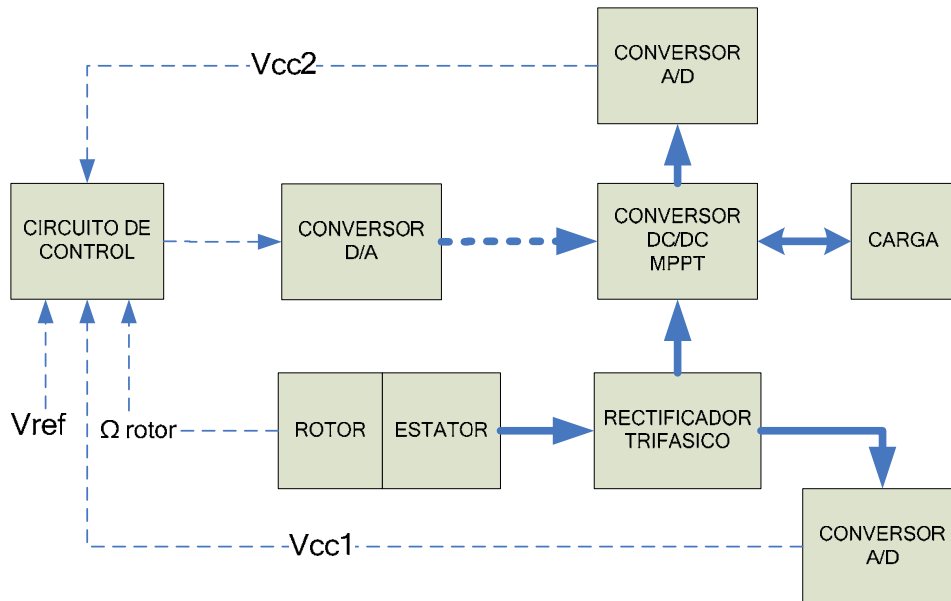 CONVERSOR
A/D
Vcc2
CIRCUITO DE
CONTROL
CONVERSOR
D/A
CONVERSOR
DC/DC
MPPT
CARGA
Vref
Ω rotor
ROTOR
ESTATOR
RECTIFICADOR
TRIFASICO
Vcc1
CONVERSOR
A/D